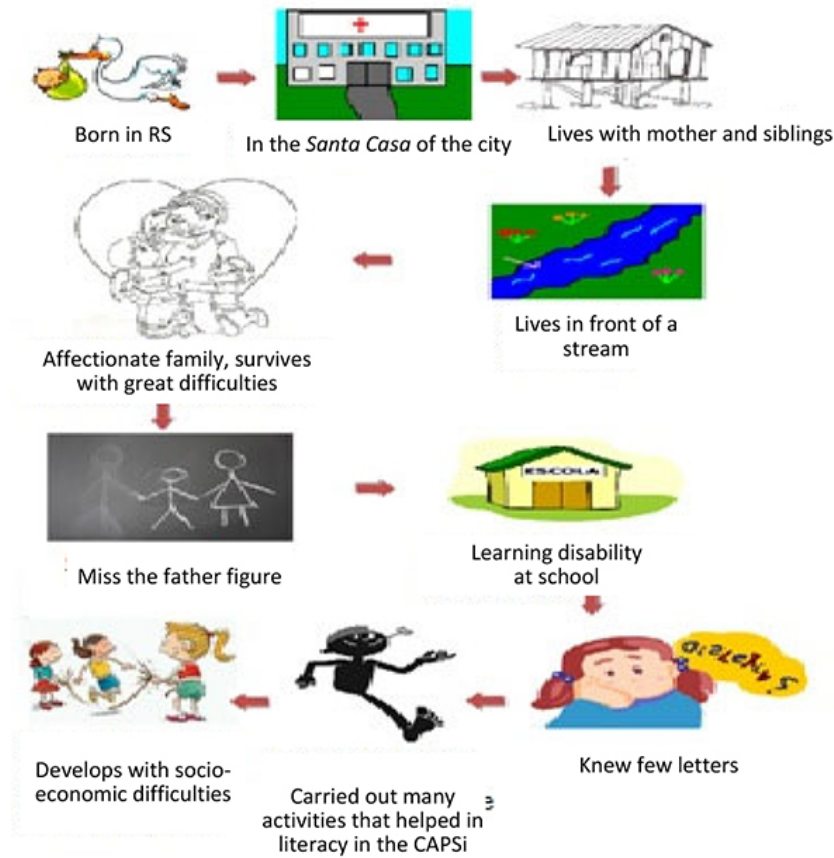 Born in RS
In the Santa Casa of the city
Lives with mother and siblings
Lives in front of a
stream
Affectionate family, survives
with great difficulties
Miss the father figure
ESCOLA
Learning disability
at school
Knew few letters
Carried out many
activities that helped in
literacy in the CAPSi
Develops with socio-
economic difficulties